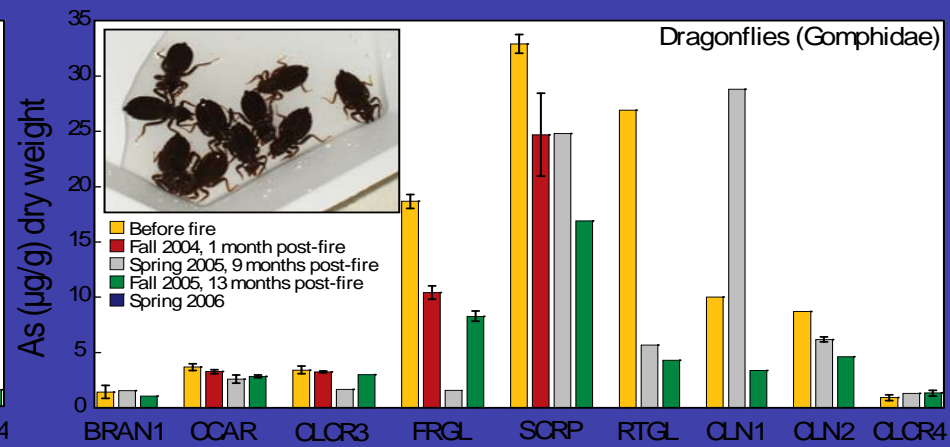 Dragonflies (Gomphidae)
As (µg/g) dry weight
35
30
25
20
15
10
5
0
Before fire
Fall 2004, 1 month post-fire
Spring 2005, 9 months post-fire
Fall 2005, 13 months post-fire
Spring 2006
BRAN1 CCAR CLCR3 FRGL SCRP RTGL CLN1 CLN2 CLCR4
4